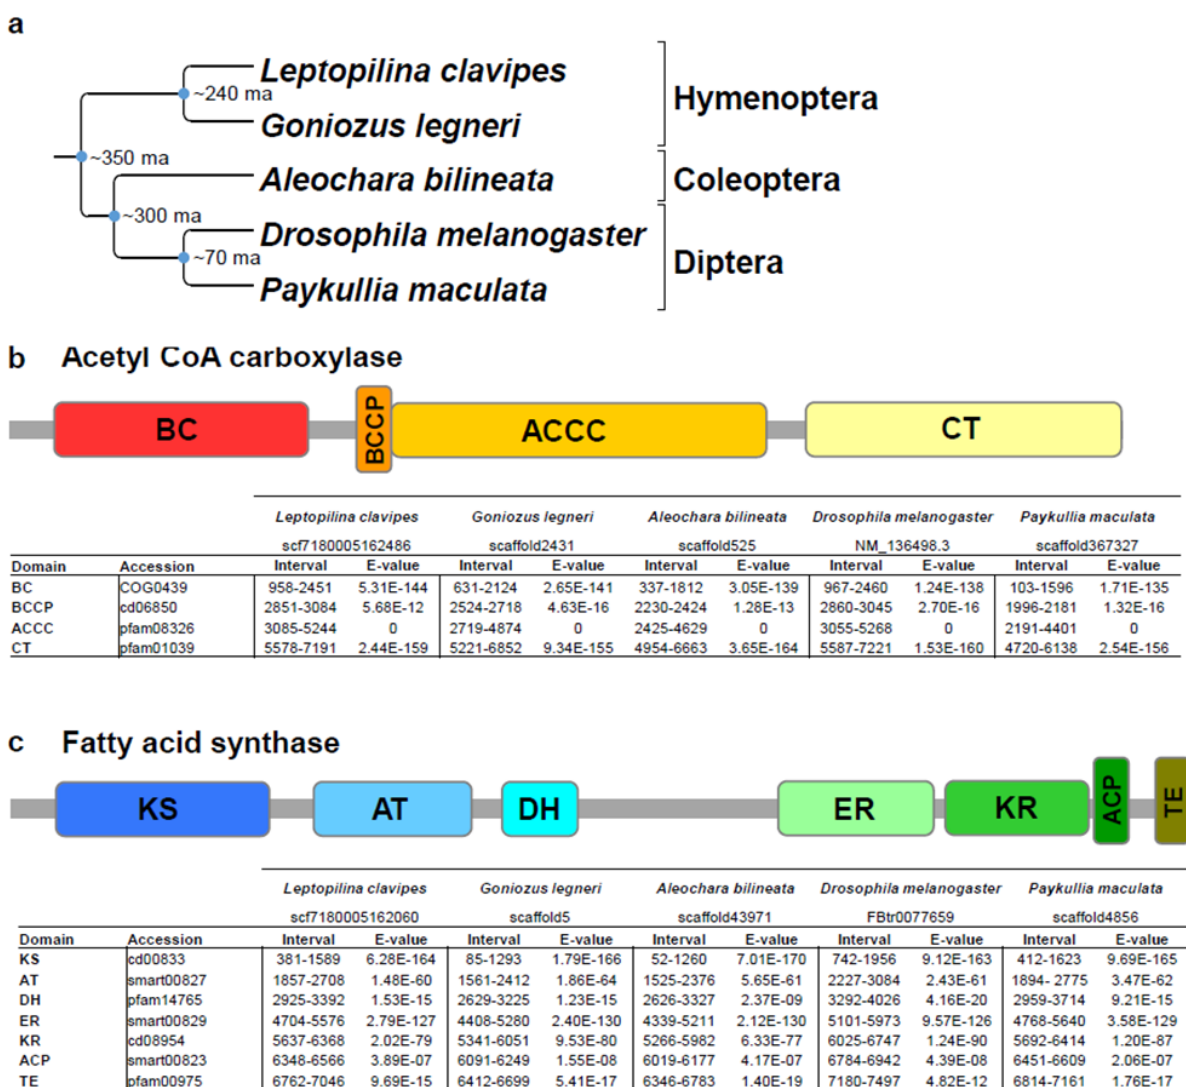 a
Leptopilina clavipes
~240 ma
Hymenoptera
Goniozus legneri
~350 ma
Aleochara bilineata
Coleoptera
~300 ma
Drosophila melanogaster
~70 ma
Diptera
Paykullia maculata
b Acetyl CoA carboxylase
BC BCCP ACCC CT
Leptopilina clavipes Goniozus legneri Aleochara bilineata Drosophila melanogaster Paykullia maculata
scf7180005162486 scaffold2431 scaffold525 NM_136498.3 scaffold367327
Domain Accession Interval E-value Interval E-value Interval E-value Interval E-value Interval E-value
BC COG0439 958-2451 5.31E-144 631-2124 2.65E-141 337-1812 3.05E-139 967-2460 1.24E-138 103-1596 1.71E-135
BCCP cd06850 2851-3084 5.68E-12 2524-2718 4.63E-16 2230-2424 1.28E-13 2860-3045 2.70E-16 1996-2181 1.32E-16
ACCC pfam08326 3085-5244 0 2719-4874 0 2425-4629 0 3055-5268 0 2191-4401 0
CT pfam01039 5578-7191 2.44E-159 5221-6852 9.34E-155 4954-6663 3.65E-164 5587-7221 1.53E-160 4720-6138 2.54E-156
c Fatty acid synthase
KS AT DH ER KR ACP TE
Leptopilina clavipes Goniozus legneri Aleochara bilineata Drosophila melanogaster Paykullia maculata
scf7180005162060 scaffold5 scaffold43971 FBtr0077659 scaffold4856
Domain Accession Interval E-value Interval E-value Interval E-value Interval E-value Interval E-value
KS cd00833 381-1589 6.28E-164 85-1293 1.79E-166 52-1260 7.01E-170 742-1956 9.12E-163 412-1623 9.69E-165
AT smart00827 1857-2708 1.48E-60 1561-2412 1.86E-64 1525-2376 5.65E-61 2227-3084 2.43E-61 1894- 2775 3.47E-62
DH pfam14765 2925-3392 1.53E-15 2629-3225 1.23E-15 2626-3327 2.37E-09 3292-4026 4.16E-20 2959-3714 9.21E-15
ER smart00829 4704-5576 2.79E-127 4408-5280 2.40E-130 4339-5211 2.12E-130 5101-5973 9.57E-126 4768-5640 3.58E-129
KR cd08954 5637-6368 2.02E-79 5341-6051 9.53E-80 5266-5982 6.33E-77 6025-6747 1.24E-90 5692-6414 1.20E-87
ACP smart00823 6348-6566 3.89E-07 6091-6249 1.55E-08 6019-6177 4.17E-07 6784-6942 4.39E-08 6451-6609 2.06E-07
TE pfam00975 6762-7046 9.69E-15 6412-6699 5.41E-17 6346-6783 1.40E-19 7180-7497 4.82E-12 6814-7161 1.76E-17